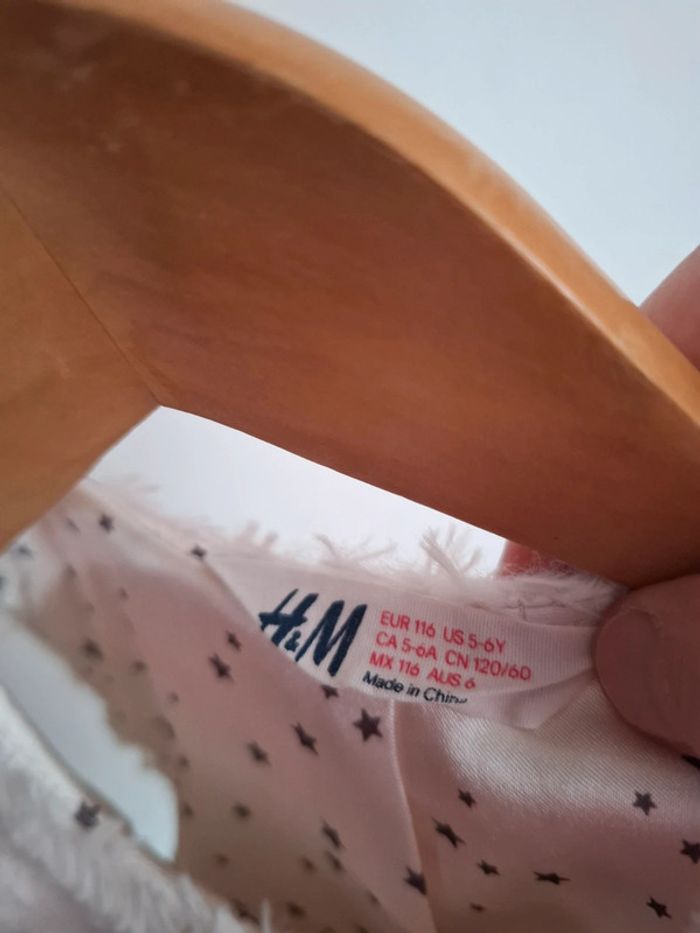 H&M
EUR 116 US 5-6Y
CA 5-6A CN 120/60
MX 116 AUS 6
Made in China